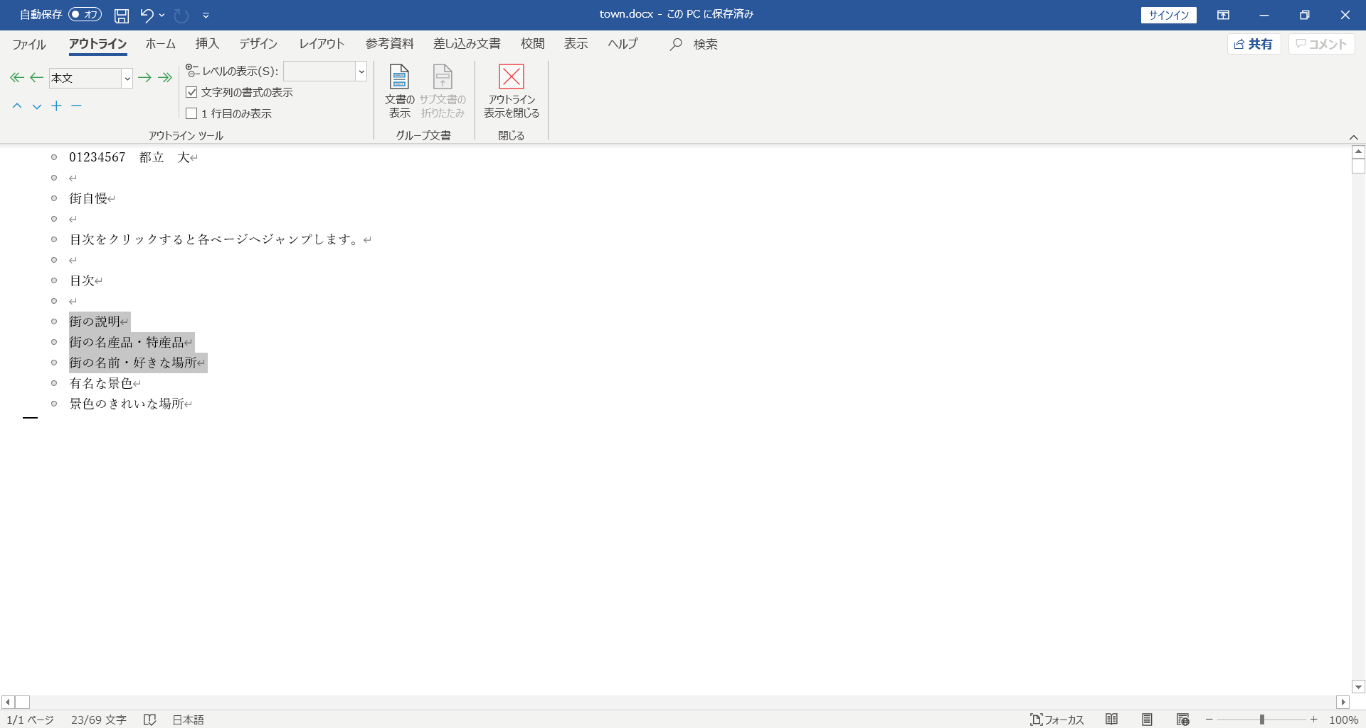 自動保存 オフ town.docx - この PC に保存済み サインイン
ファイル アウトライン ホーム 挿入 デザイン レイアウト 参考資料 差し込み文書 校閲 表示 ヘルプ 検索 共有 コメント
本文 レベルの表示(S):
文字列の書式の表示
1 行目のみ表示
文書の表示 サブ文書の折りたたみ アウトライン表示を閉じる
アウトライン ツール グループ文書 閉じる
01234567 都立 大↵
↵
街自慢↵
↵
目次をクリックすると各ページへジャンプします。↵
↵
目次↵
↵
街の説明↵
街の名産品・特産品↵
街の名前・好きな場所↵
有名な景色↵
景色のきれいな場所↵
1/1 ページ 23/69 文字 日本語 フォーカス 100%